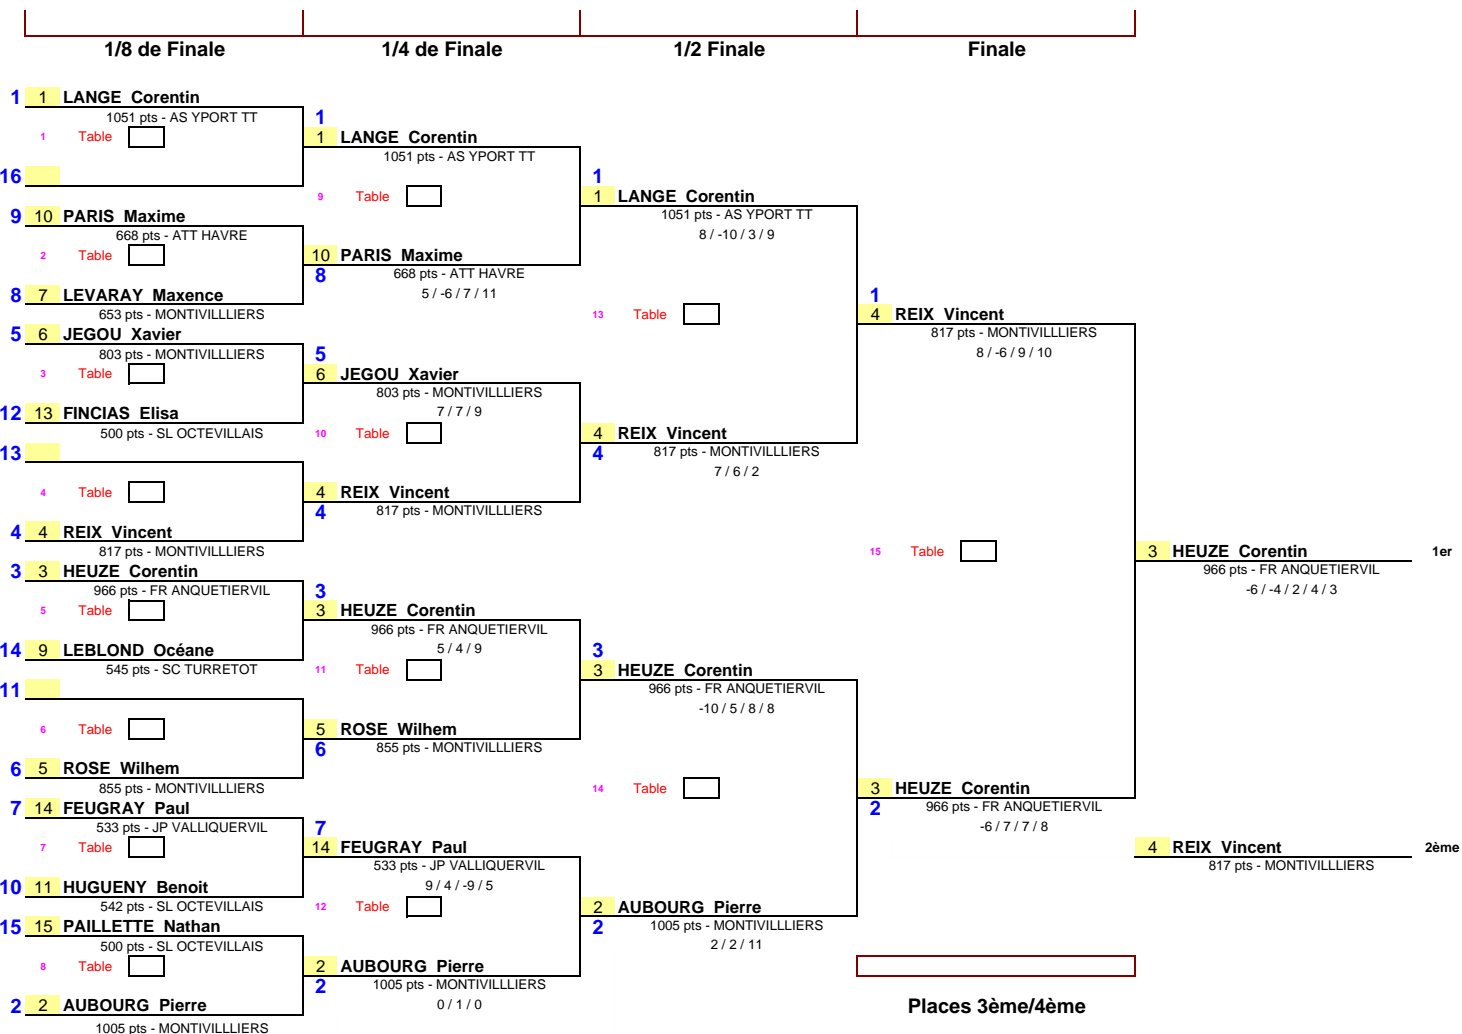 1/8 de Finale 1/4 de Finale 1/2 Finale Finale
1 1 LANGE Corentin
1051 pts - AS YPORT TT
1 Table
16
9 10 PARIS Maxime
668 pts - ATT HAVRE
2 Table
8 7 LEVARAY Maxence
653 pts - MONTIVILLLIERS
5 6 JEGOU Xavier
803 pts - MONTIVILLLIERS
3 Table
12 13 FINCIAS Elisa
500 pts - SL OCTEVILLAIS
13
4 Table
4 4 REIX Vincent
817 pts - MONTIVILLLIERS
3 3 HEUZE Corentin
966 pts - FR ANQUETIERVIL
5 Table
14 9 LEBLOND Océane
545 pts - SC TURRETOT
11
6 Table
6 5 ROSE Wilhem
855 pts - MONTIVILLLIERS
7 14 FEUGRAY Paul
533 pts - JP VALLIQUERVIL
7 Table
10 11 HUGUENY Benoit
542 pts - SL OCTEVILLAIS
15 15 PAILLETTE Nathan
500 pts - SL OCTEVILLAIS
8 Table
2 2 AUBOURG Pierre
1005 pts - MONTIVILLLIERS
1
1 LANGE Corentin
1051 pts - AS YPORT TT
9 Table
10 PARIS Maxime
8
668 pts - ATT HAVRE
5 / -6 / 7 / 11
5
6 JEGOU Xavier
803 pts - MONTIVILLLIERS
7 / 7 / 9
10 Table
4 REIX Vincent
4
817 pts - MONTIVILLLIERS
3
3 HEUZE Corentin
966 pts - FR ANQUETIERVIL
5 / 4 / 9
11 Table
5 ROSE Wilhem
6
855 pts - MONTIVILLLIERS
7
14 FEUGRAY Paul
533 pts - JP VALLIQUERVIL
9 / 4 / -9 / 5
12 Table
2 AUBOURG Pierre
2
1005 pts - MONTIVILLLIERS
0 / 1 / 0
1
1 LANGE Corentin
1051 pts - AS YPORT TT
8 / -10 / 3 / 9
13 Table
4 REIX Vincent
4
817 pts - MONTIVILLLIERS
7 / 6 / 2
3
3 HEUZE Corentin
966 pts - FR ANQUETIERVIL
-10 / 5 / 8 / 8
14 Table
2 AUBOURG Pierre
2
1005 pts - MONTIVILLLIERS
2 / 2 / 11
1
4 REIX Vincent
817 pts - MONTIVILLLIERS
8 / -6 / 9 / 10
15 Table
3 HEUZE Corentin
2
966 pts - FR ANQUETIERVIL
-6 / 7 / 7 / 8
3 HEUZE Corentin 1er
966 pts - FR ANQUETIERVIL
-6 / -4 / 2 / 4 / 3
4 REIX Vincent 2ème
817 pts - MONTIVILLLIERS
Places 3ème/4ème